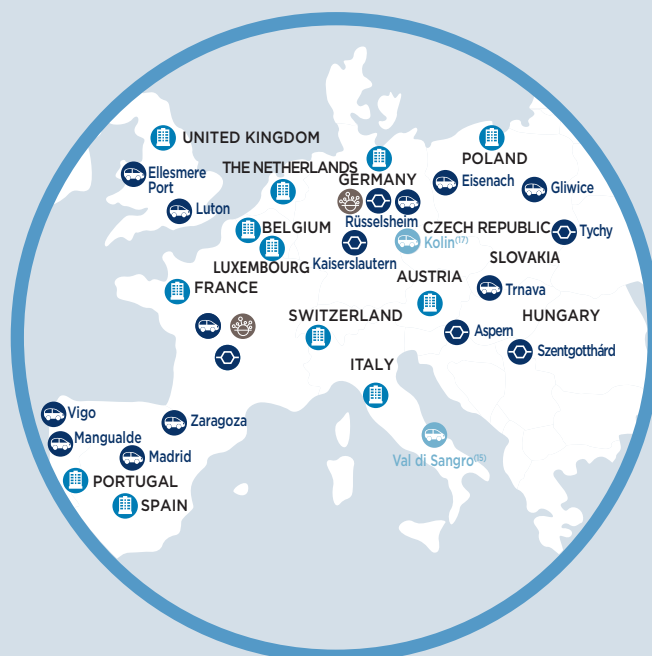 UNITED KINGDOM
POLAND
THE NETHERLANDS
GERMANY
Ellesmere
Port
Eisenach
Gliwice
Luton
Rüsselsheim
BELGIUM
CZECH REPUBLIC
Tychy
Kolin(17)
LUXEMBOURG
Kaiserslautern
SLOVAKIA
AUSTRIA
FRANCE
Trnava
SWITZERLAND
HUNGARY
Aspern
Szentgotthárd
ITALY
Vigo
Zaragoza
Mangualde
Madrid
Val di Sangro(15)
PORTUGAL
SPAIN